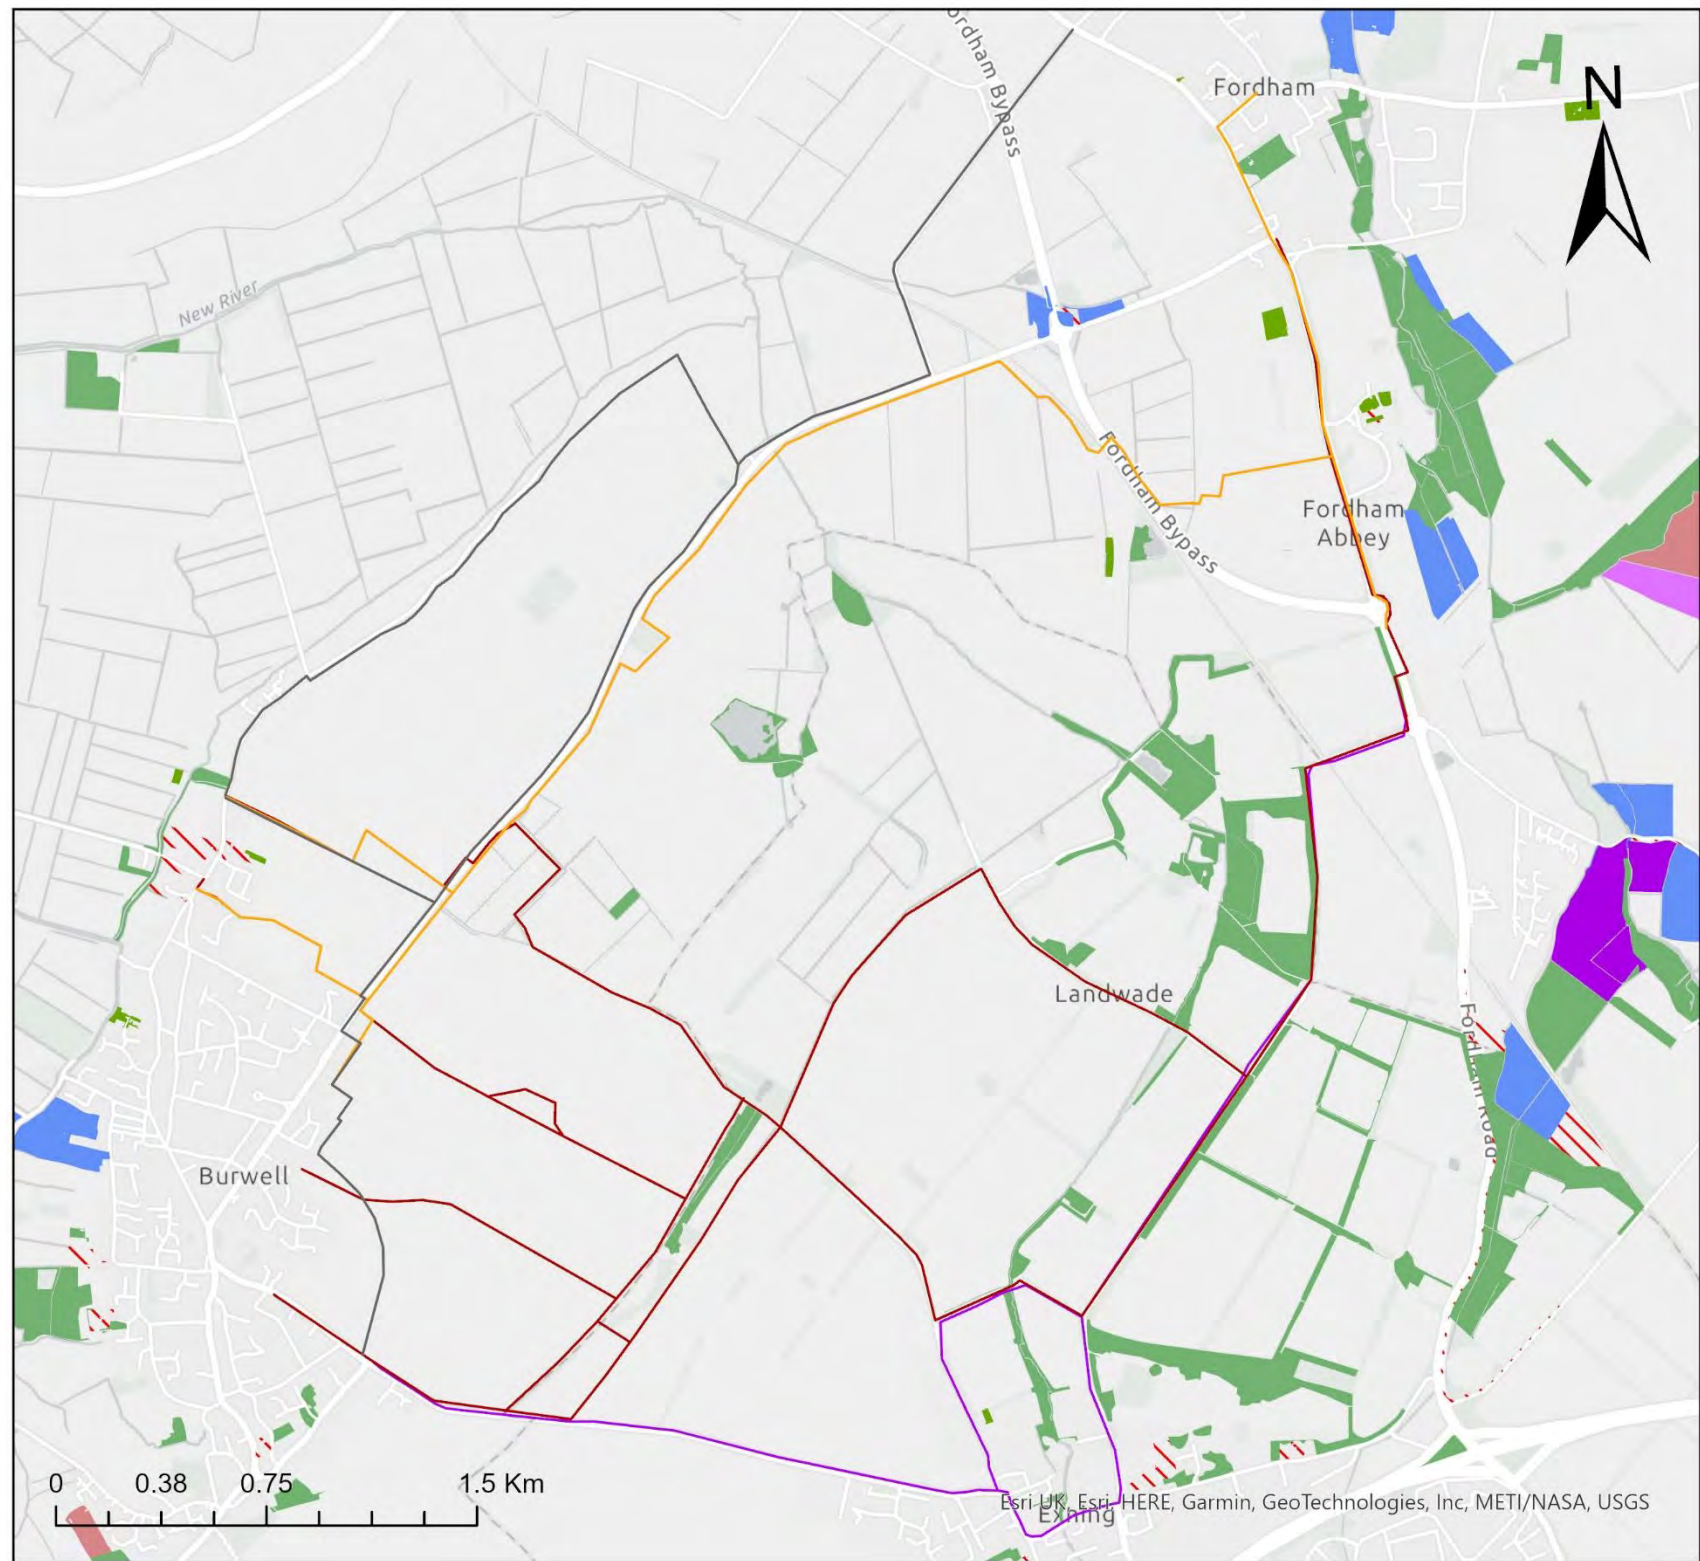 Fordham Bypass
Fordham
N
New River
Fordham Bypass
Fordham
Abbey
Landwade
Fordham Road
Burwell
0 0.38 0.75 1.5 Km
Esri UK, Esri, HERE, Garmin, GeoTechnologies, Inc, METI/NASA, USGS
Exning